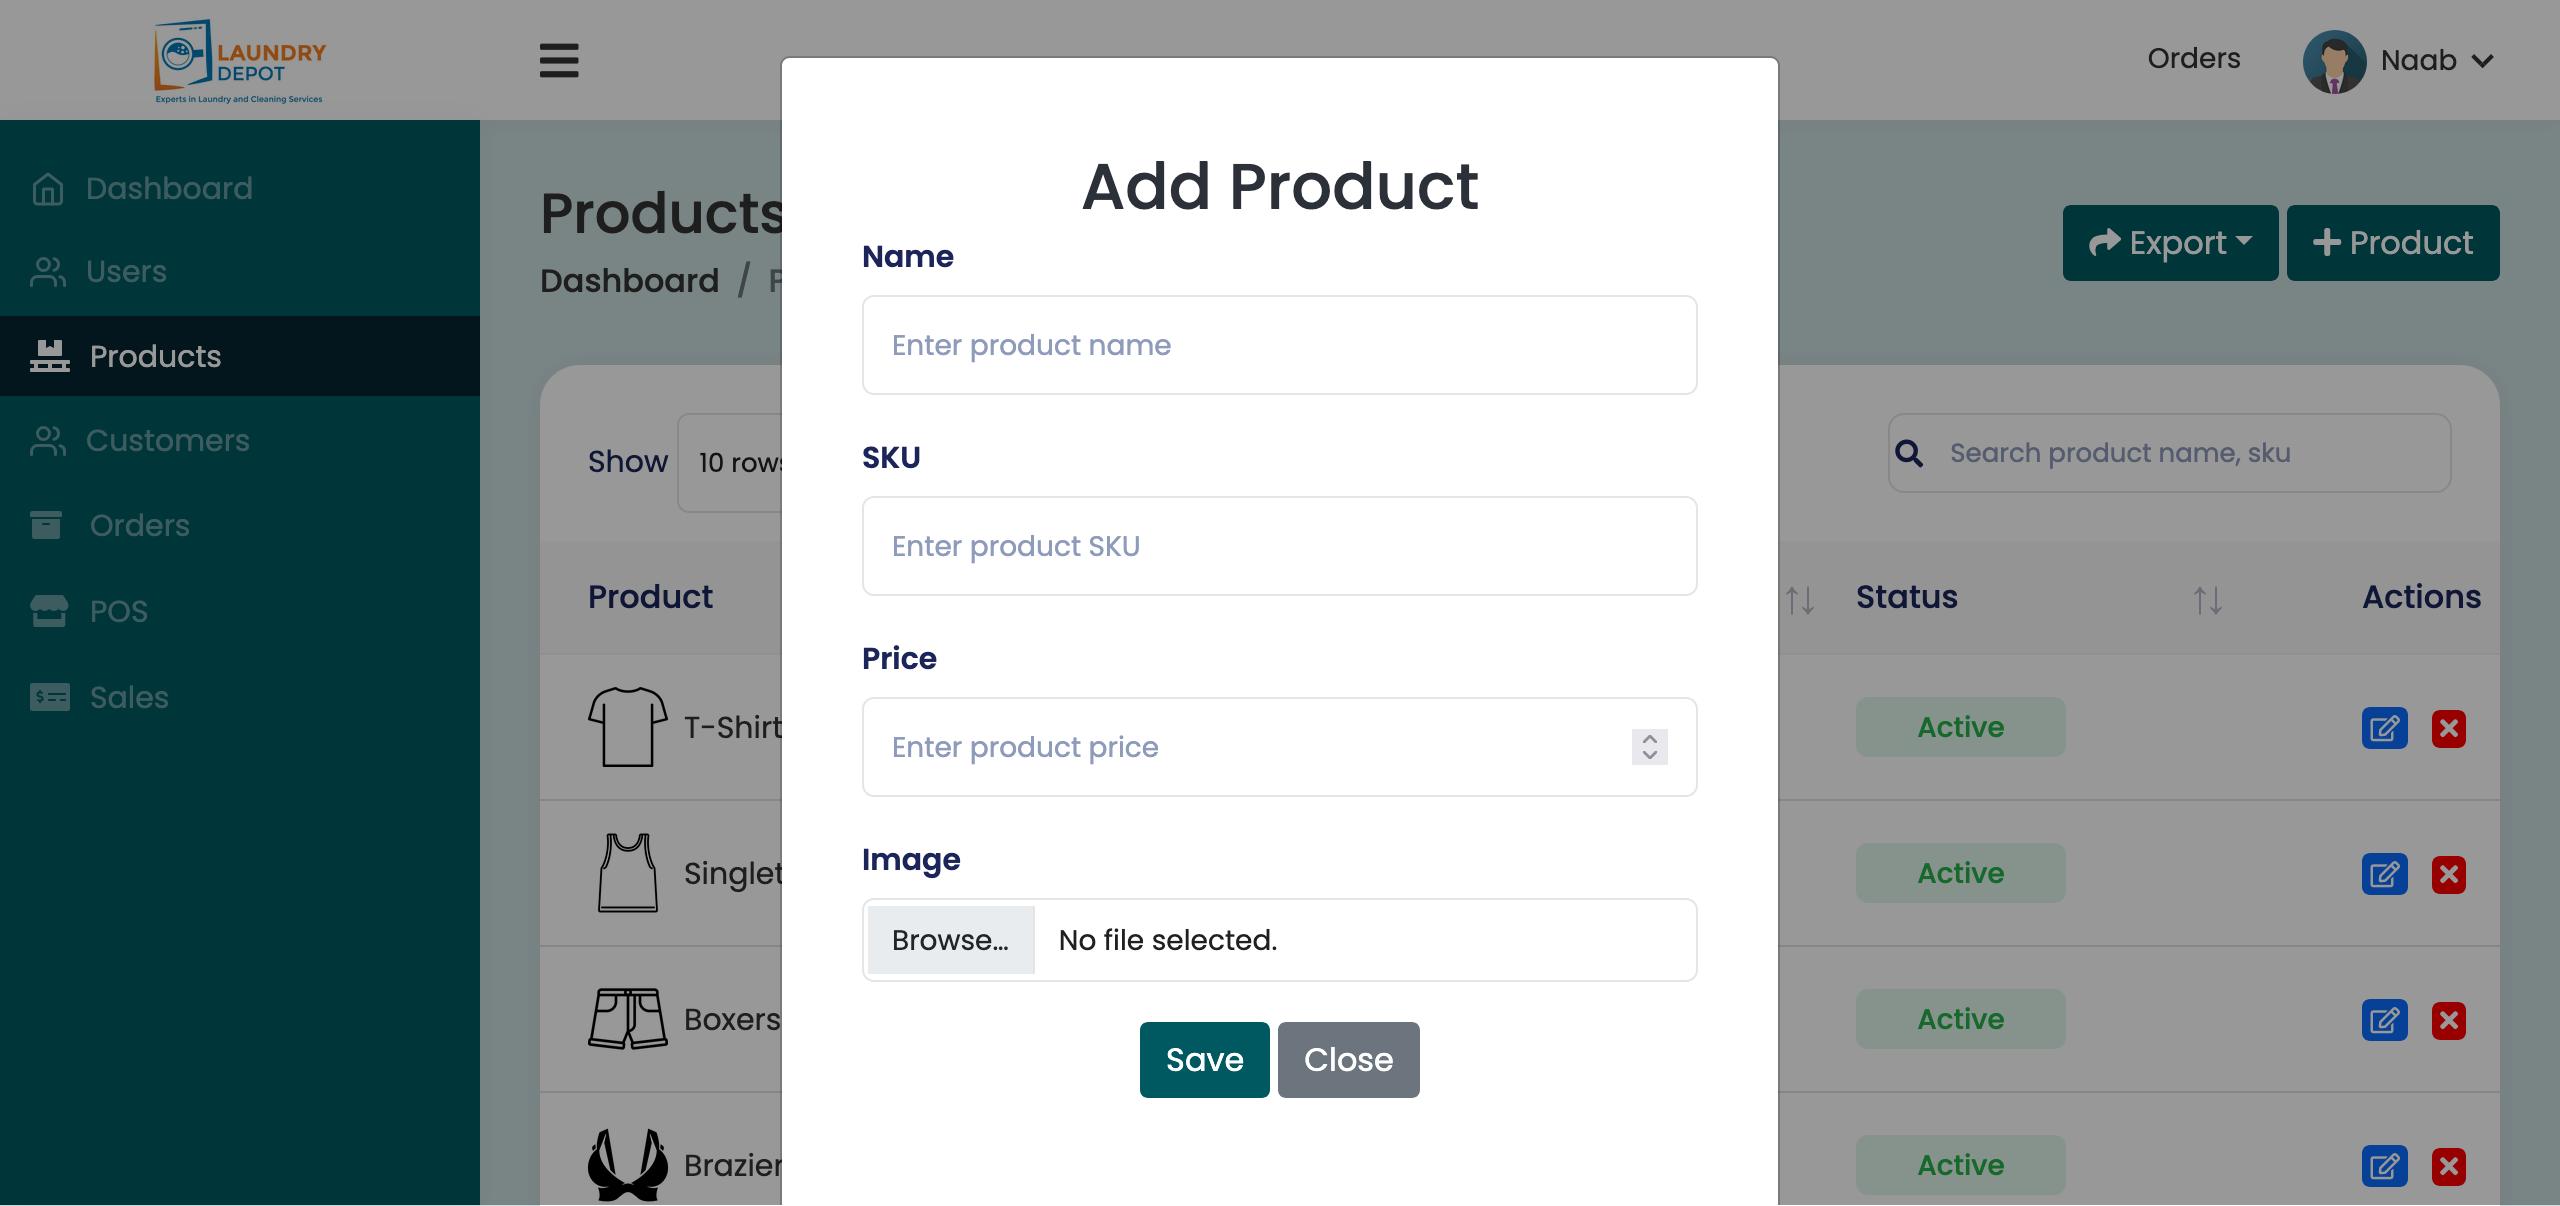 LAUNDRY
DEPOT
Experts in Laundry and Cleaning Services
Orders
Naab
Dashboard
Users
Products
Customers
Orders
POS
Sales
Products
Dashboard / P
Export
Product
Show 10 rows
Search product name, sku
Product Status Actions
T-Shirt Active
Singlet Active
Boxers Active
Brazier Active
Add Product
Name
Enter product name
SKU
Enter product SKU
Price
Enter product price
Image
Browse... No file selected.
Save Close